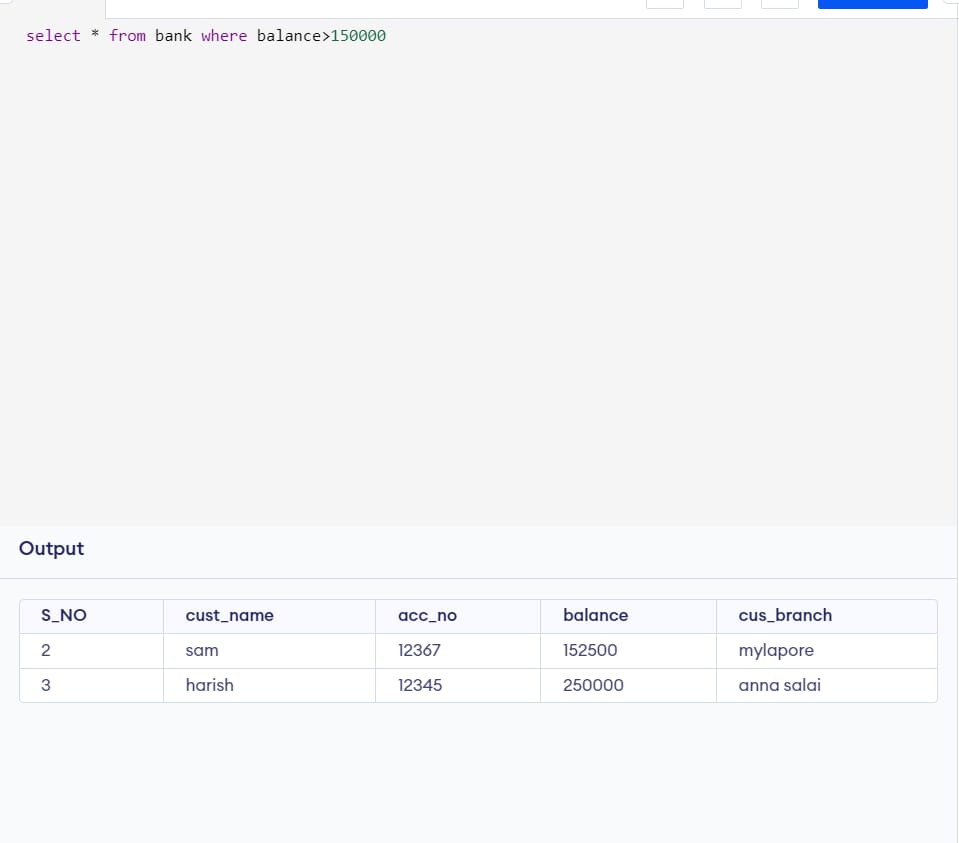 select * from bank where balance>150000
Output
S_NO cust_name acc_no balance cus_branch
2 sam 12367 152500 mylapore
3 harish 12345 250000 anna salai